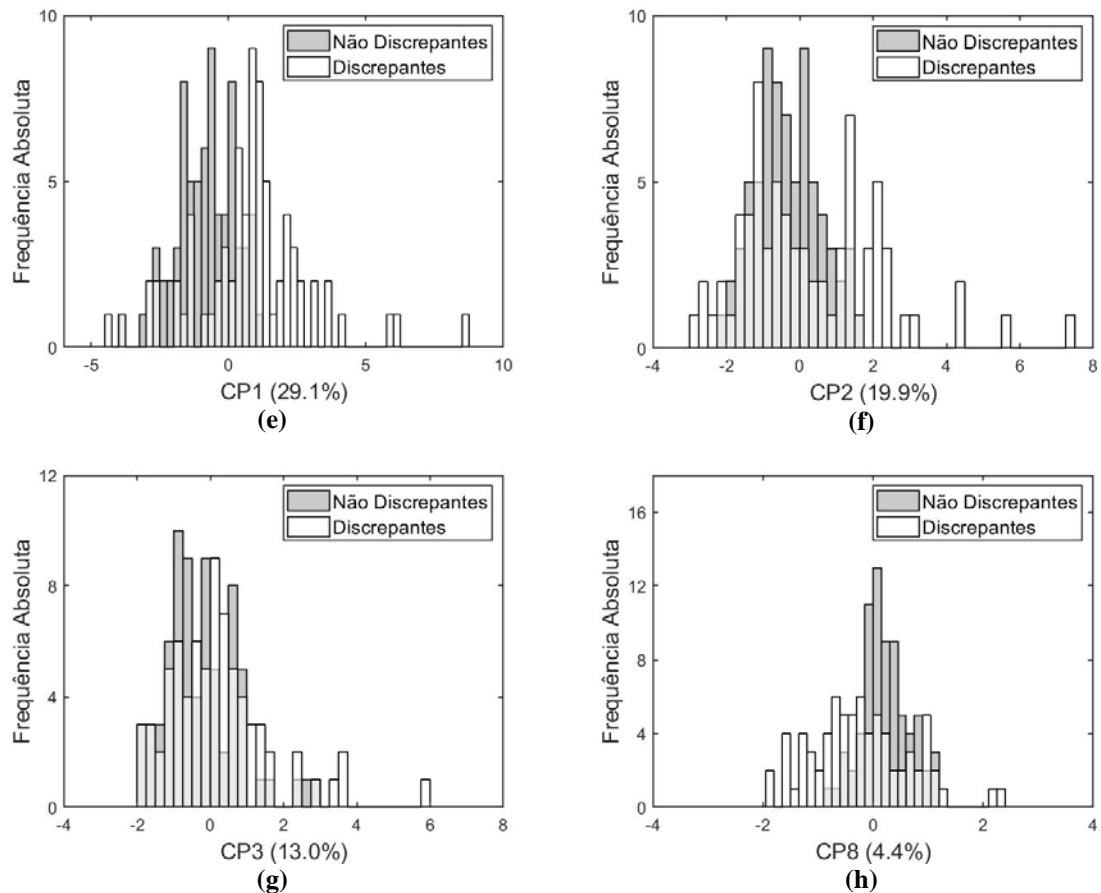 10
5
0
Frequência Absoluta
Não Discrepantes
Discrepantes
-5
0
5
10
CP1 (29.1%)
(e)
10
5
0
Frequência Absoluta
Não Discrepantes
Discrepantes
-4
-2
0
2
4
6
8
CP2 (19.9%)
(f)
12
8
4
0
Frequência Absoluta
Não Discrepantes
Discrepantes
-4
-2
0
2
4
6
8
CP3 (13.0%)
(g)
16
12
8
4
0
Frequência Absoluta
Não Discrepantes
Discrepantes
-4
-2
0
2
4
CP8 (4.4%)
(h)